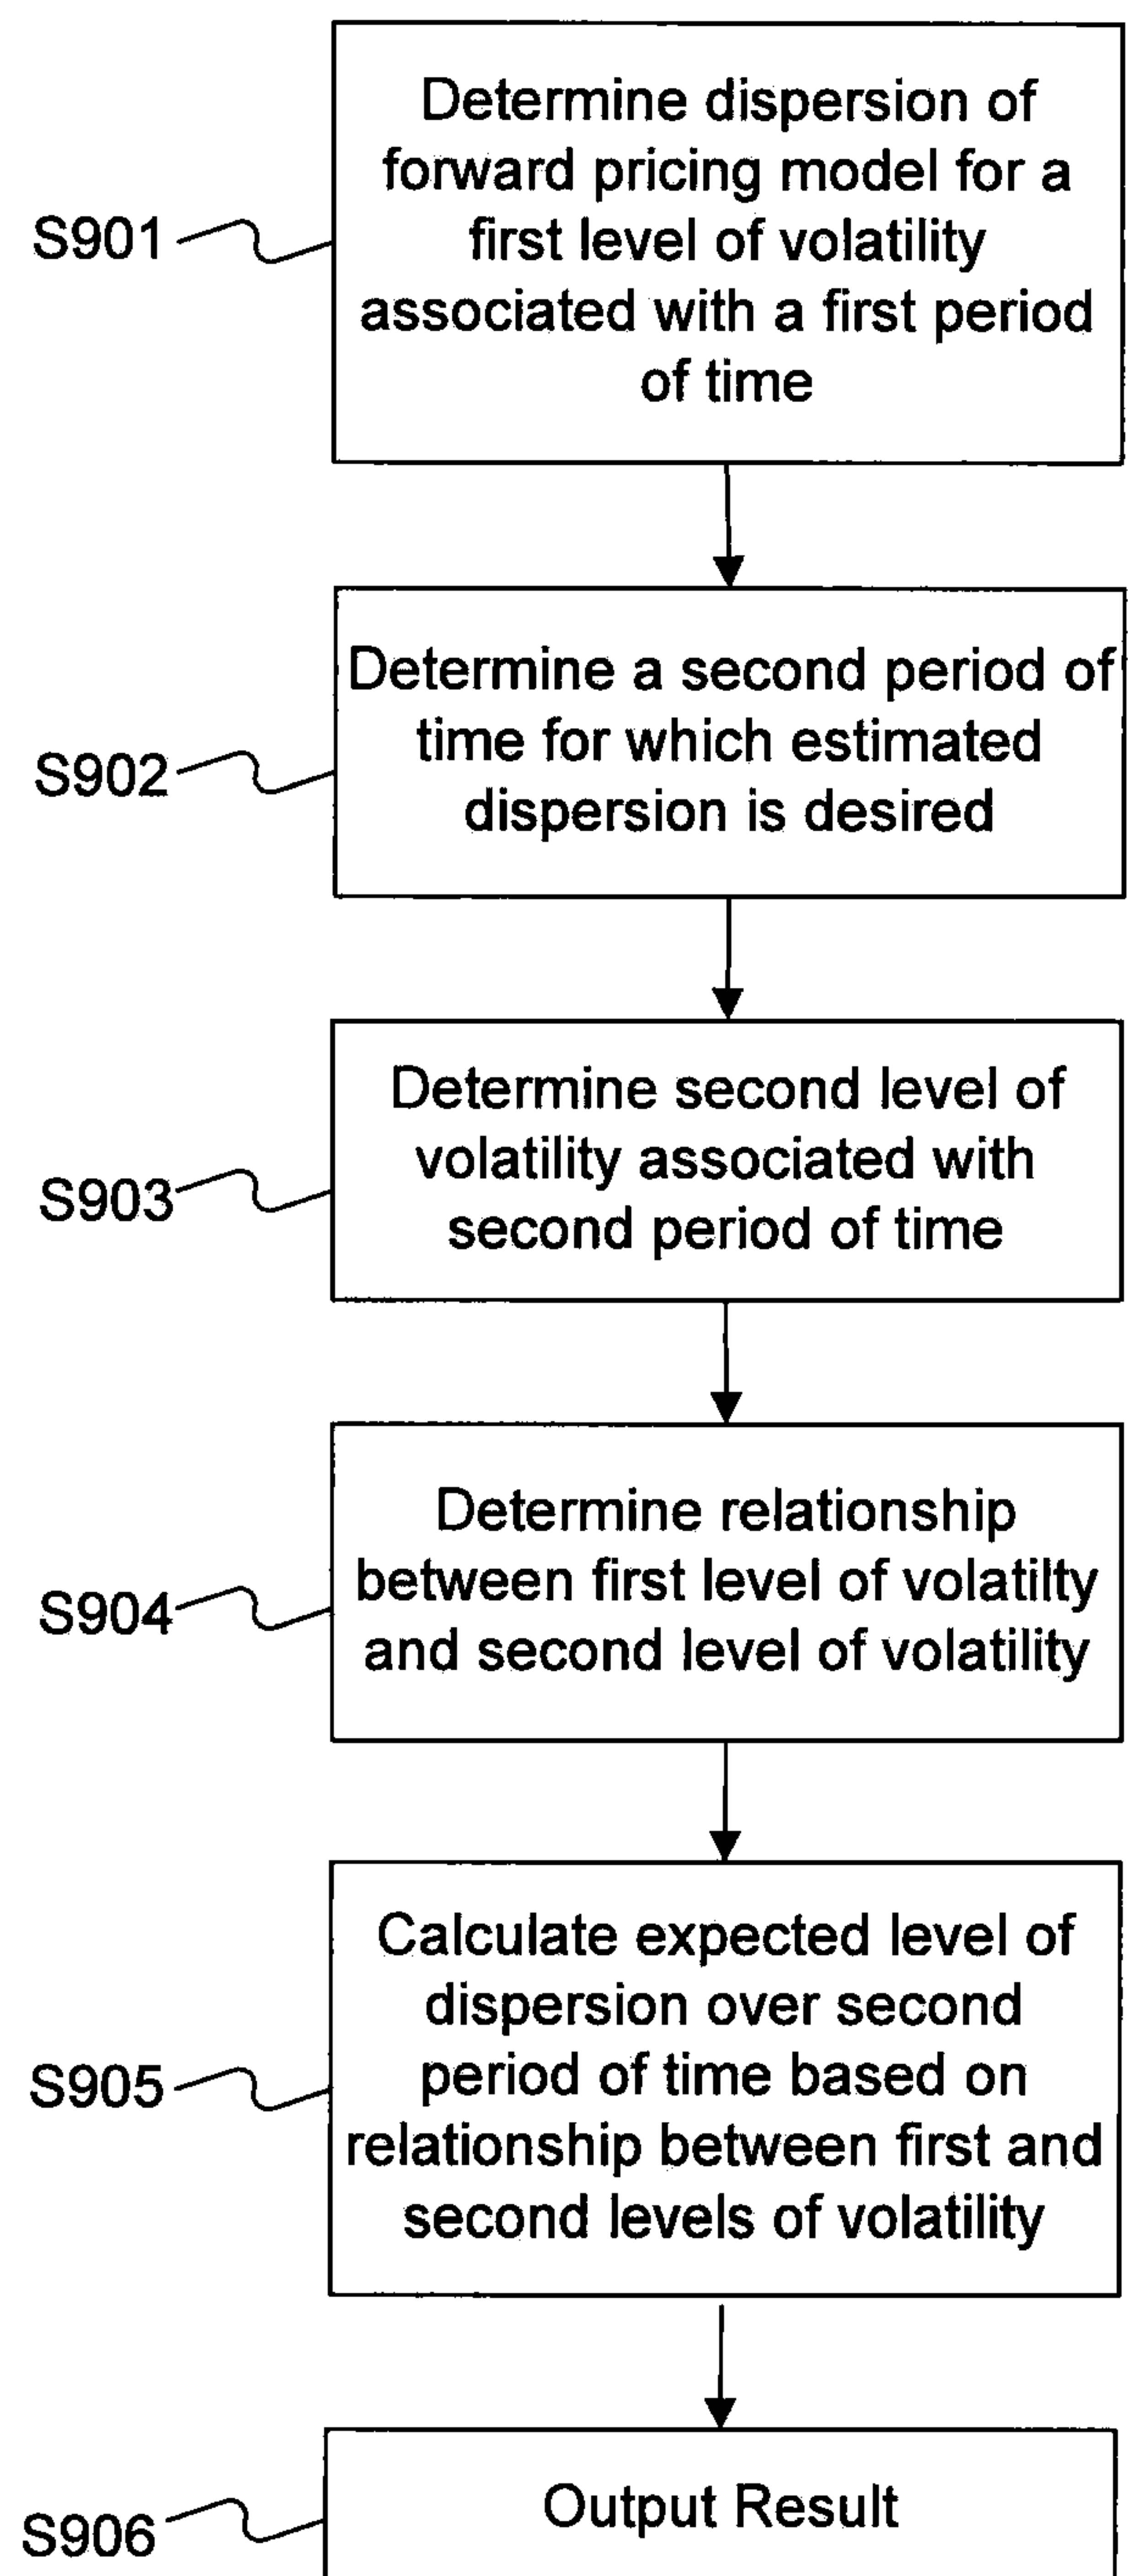 Determine dispersion of
forward pricing model for a
first level of volatility
associated with a first period
of time
S901
Determine a second period of
time for which estimated
dispersion is desired
S902
Determine second level of
volatility associated with
second period of time
S903
Determine relationship
between first level of volatilty
and second level of volatility
S904
Calculate expected level of
dispersion over second
period of time based on
relationship between first and
second levels of volatility
S905
Output Result
S906